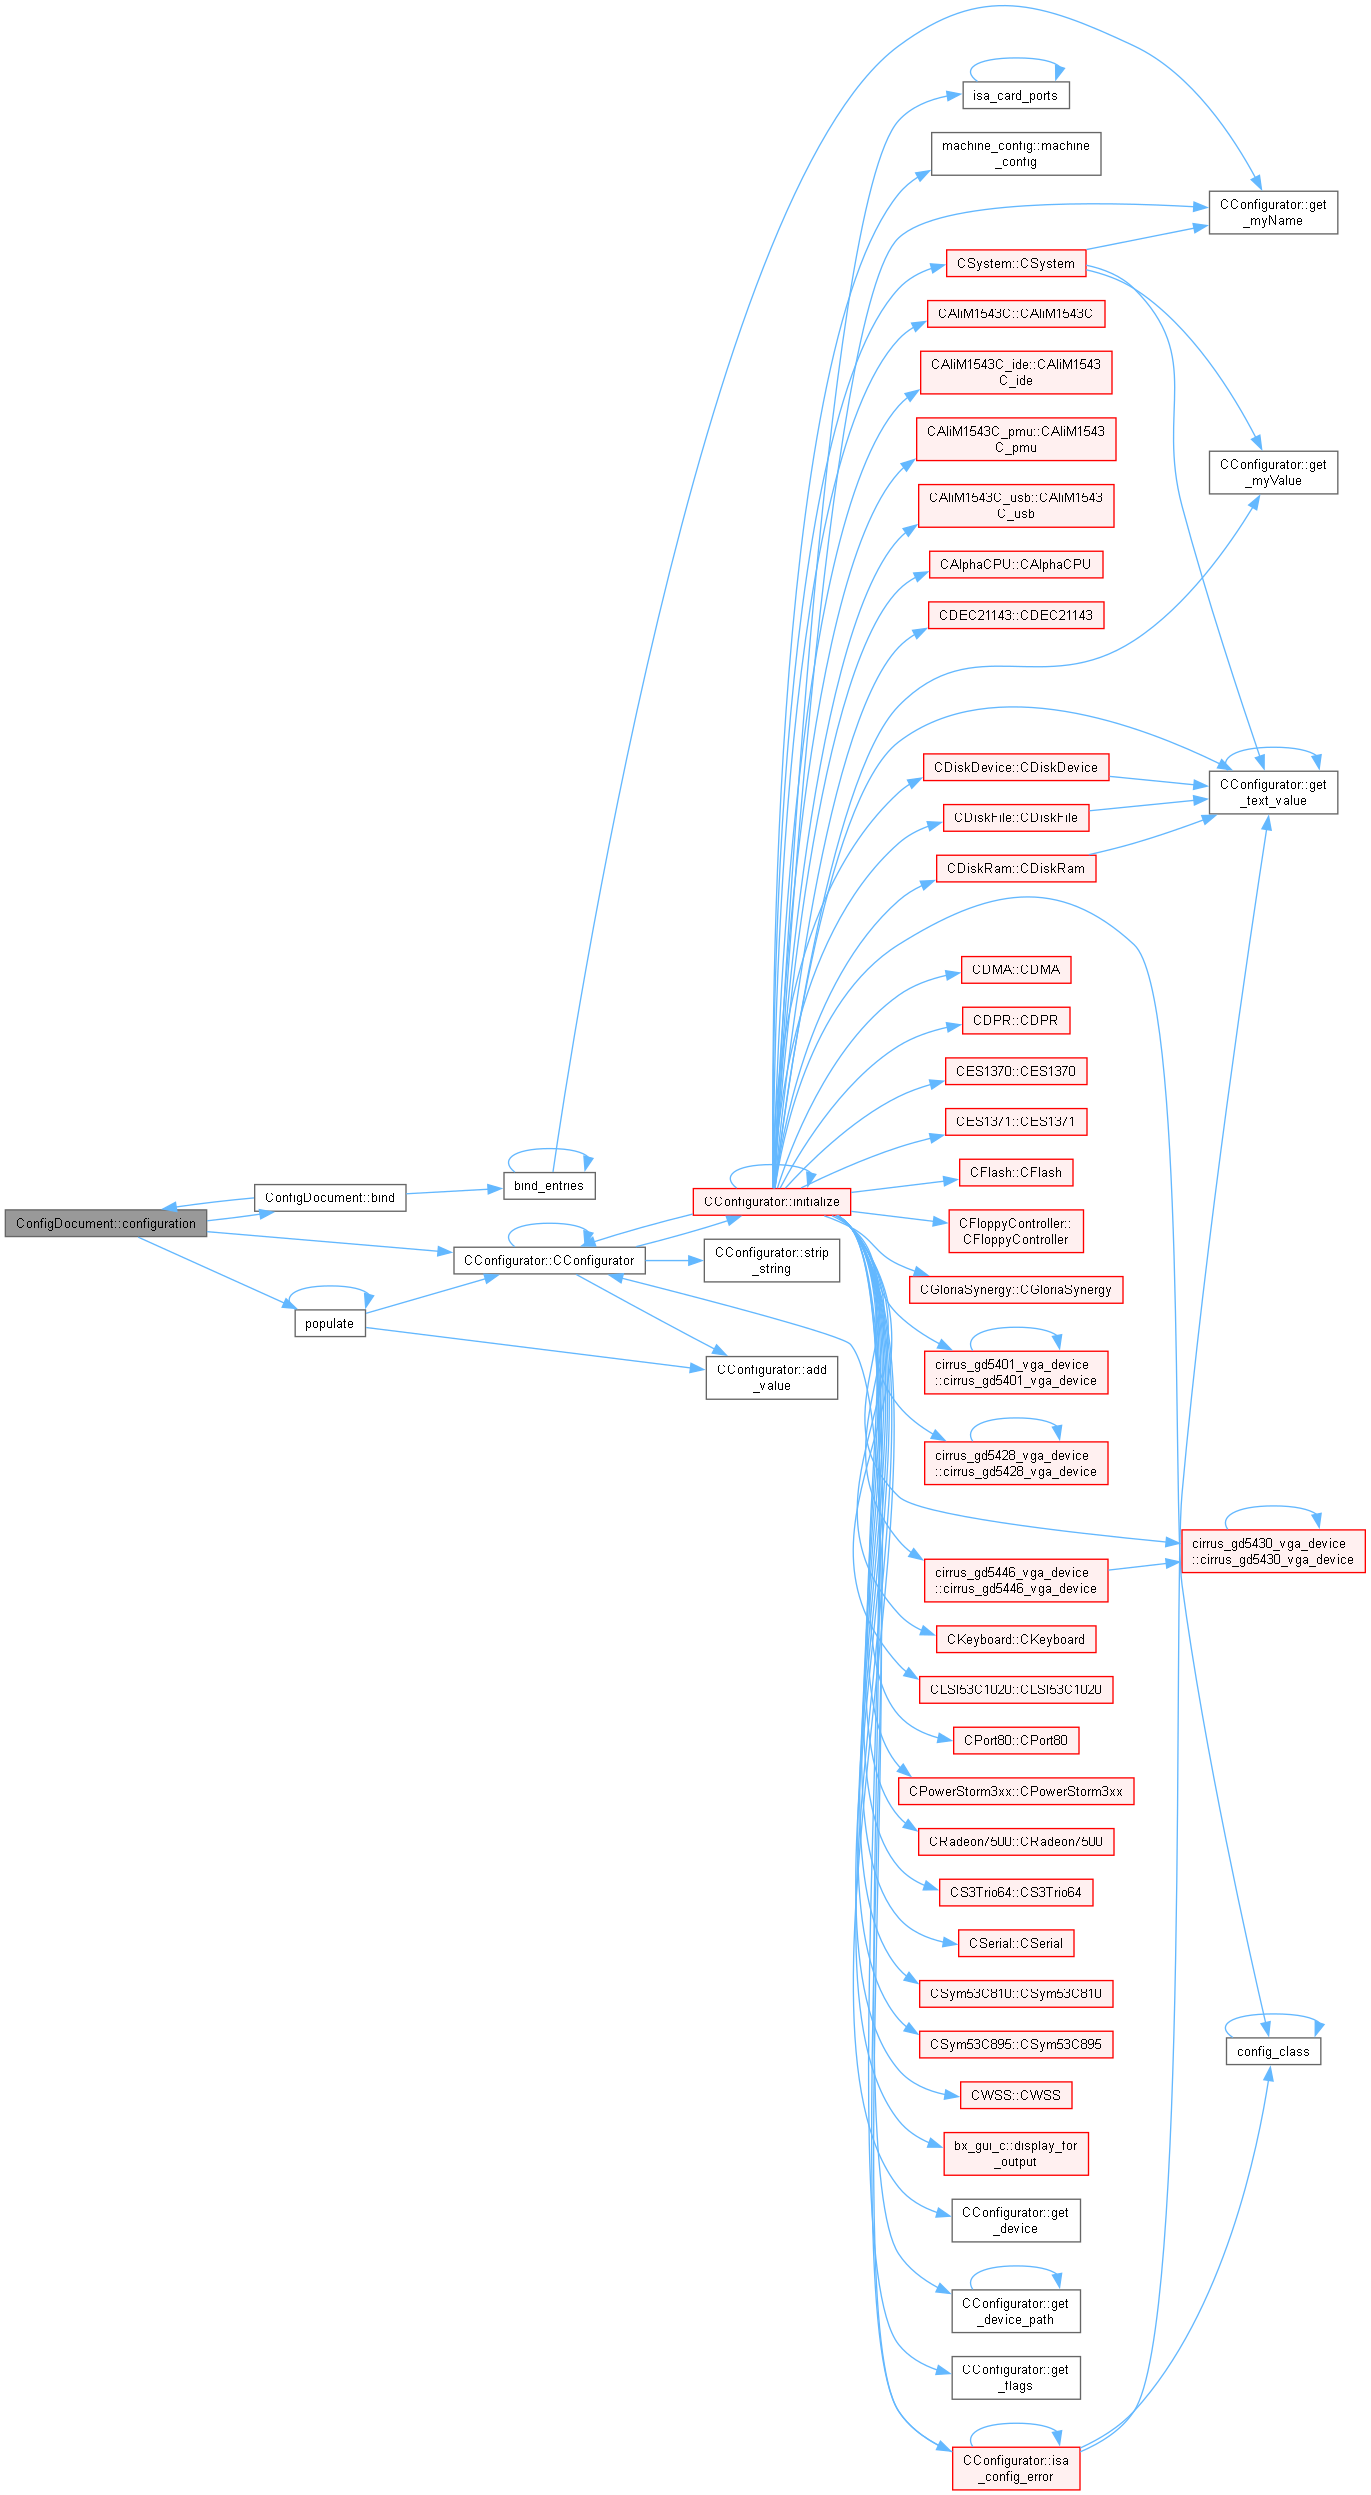 isa_card_ports
machine_config::machine
_config
CConfigurator::get
_myName
CSystem::CSystem
CAliM1543C::CAliM1543C
CAliM1543C_ide::CAliM1543
C_ide
CAliM1543C_pmu::CAliM1543
C_pmu
CConfigurator::get
_myValue
CAliM1543C_usb::CAliM1543
C_usb
CAlphaCPU::CAlphaCPU
CDEC21143::CDEC21143
CDiskDevice::CDiskDevice
CConfigurator::get
_text_value
CDiskFile::CDiskFile
CDiskRam::CDiskRam
CDMA::CDMA
CDPR::CDPR
CES1370::CES1370
CES1371::CES1371
CFlash::CFlash
bind_entries
ConfigDocument::bind
CConfigurator::initialize
ConfigDocument::configuration
CFloppyController::
CFloppyController
CConfigurator::CConfigurator
CConfigurator::strip
_string
CGloriaSynergy::CGloriaSynergy
populate
CConfigurator::add
_value
cirrus_gd5401_vga_device
::cirrus_gd5401_vga_device
cirrus_gd5428_vga_device
::cirrus_gd5428_vga_device
cirrus_gd5430_vga_device
::cirrus_gd5430_vga_device
cirrus_gd5446_vga_device
::cirrus_gd5446_vga_device
CKeyboard::CKeyboard
CLSI53C1020::CLSI53C1020
CPort80::CPort80
CPowerStorm3xx::CPowerStorm3xx
CRadeon7500::CRadeon7500
CS3Trio64::CS3Trio64
CSerial::CSerial
CSym53C810::CSym53C810
CSym53C895::CSym53C895
config_class
CWSS::CWSS
bx_gui_c::display_for
_output
CConfigurator::get
_device
CConfigurator::get
_device_path
CConfigurator::get
_flags
CConfigurator::isa
_config_error